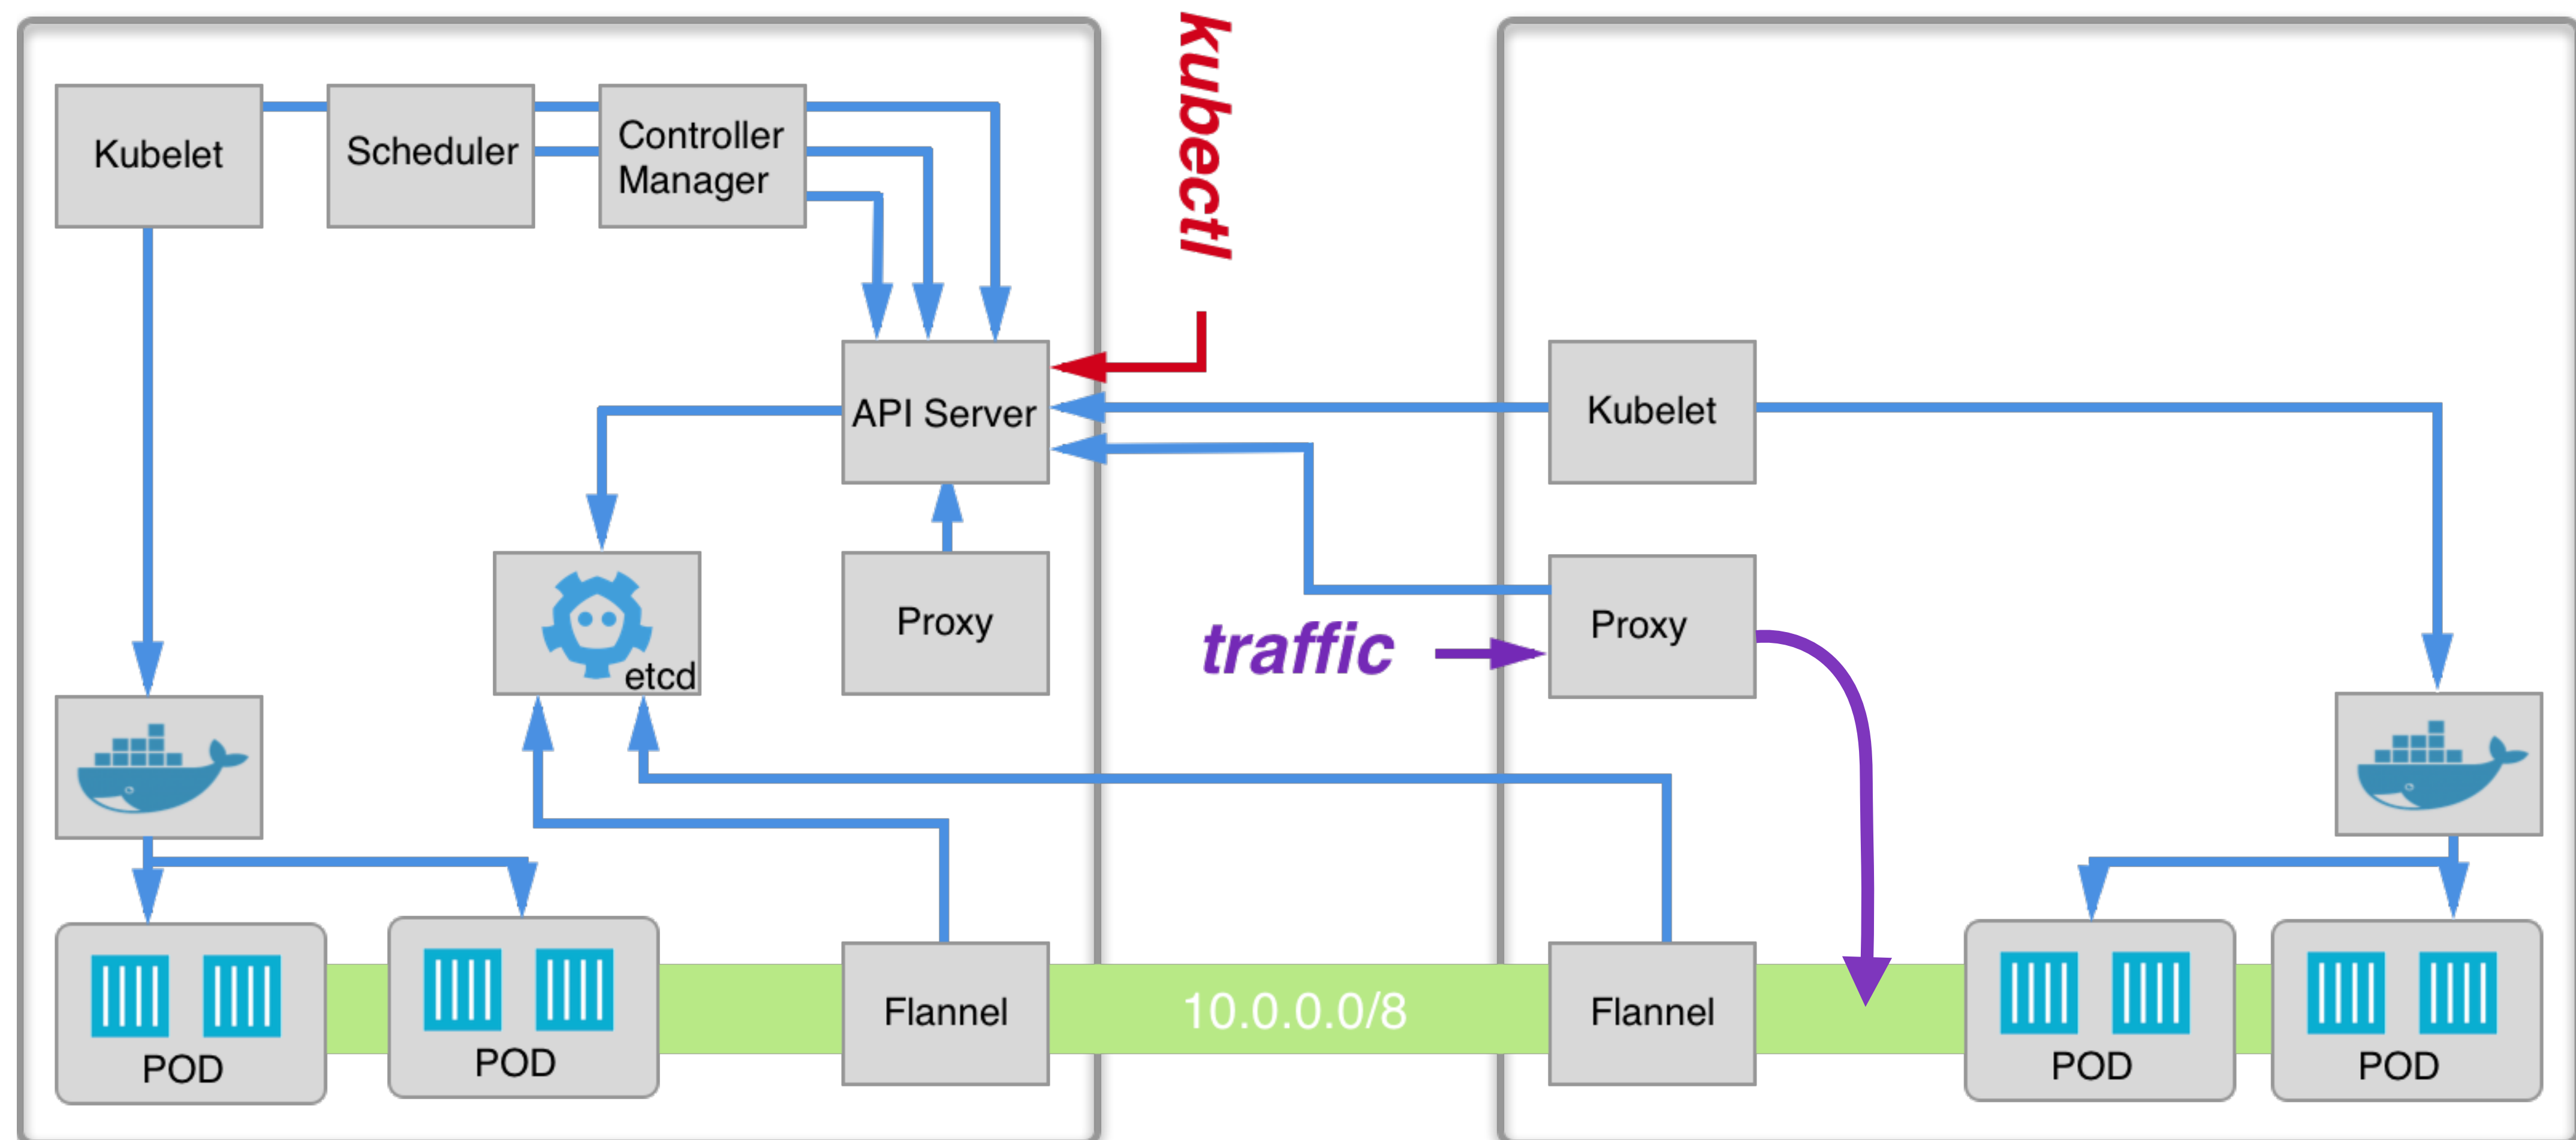 kubectl
Kubelet
Scheduler
Controller
Manager
API Server
Kubelet
etcd
Proxy
traffic
Proxy
POD
POD
Flannel
10.0.0.0/8
Flannel
POD
POD